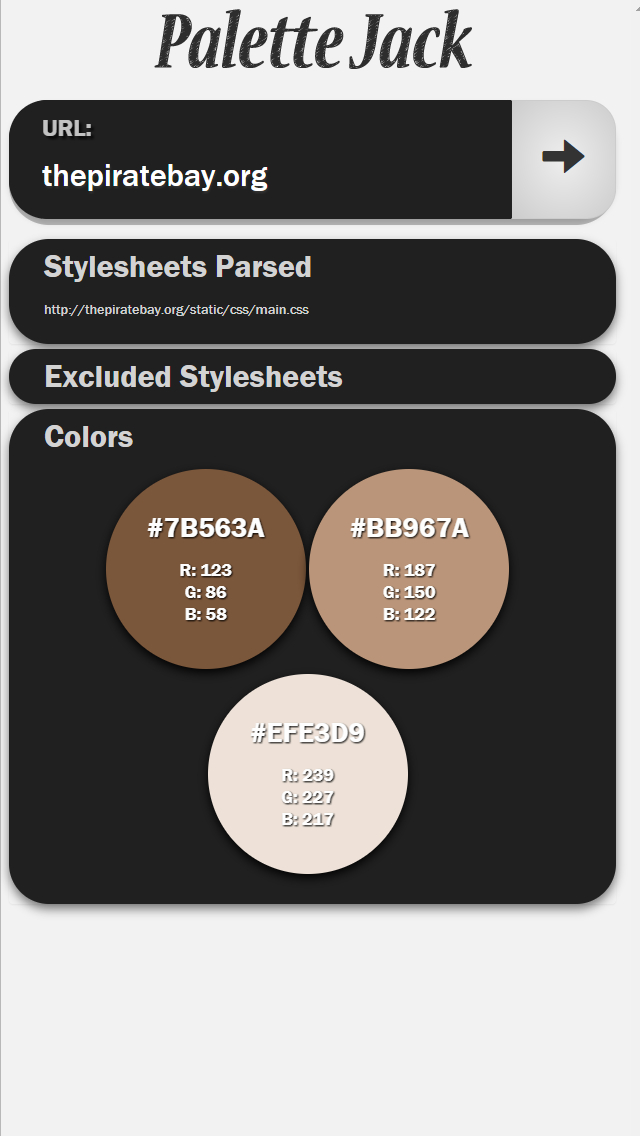 Palette Jack
URL:
thepiratebay.org
Stylesheets Parsed
http://thepiratebay.org/static/css/main.css
Excluded Stylesheets
Colors
#7B563A
R: 123
G: 86
B: 58
#BB967A
R: 187
G: 150
B: 122
#EFE3D9
R: 239
G: 227
B: 217